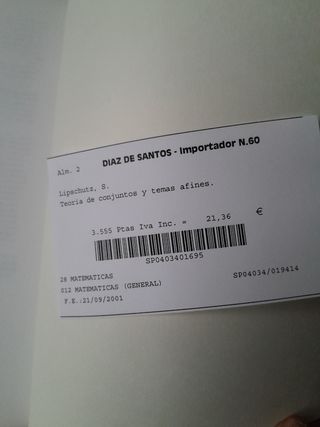 Alm. 2 DIAZ DE SANTOS - Importador N.60
Lipschutz, S.
Teoria de conjuntos y temas afines.
3.555 Ptas Iva Inc. = 21,36 €
SP0403401695
28 MATEMATICAS
012 MATEMATICAS (GENERAL) SP04034/019414
F.E.:21/09/2001